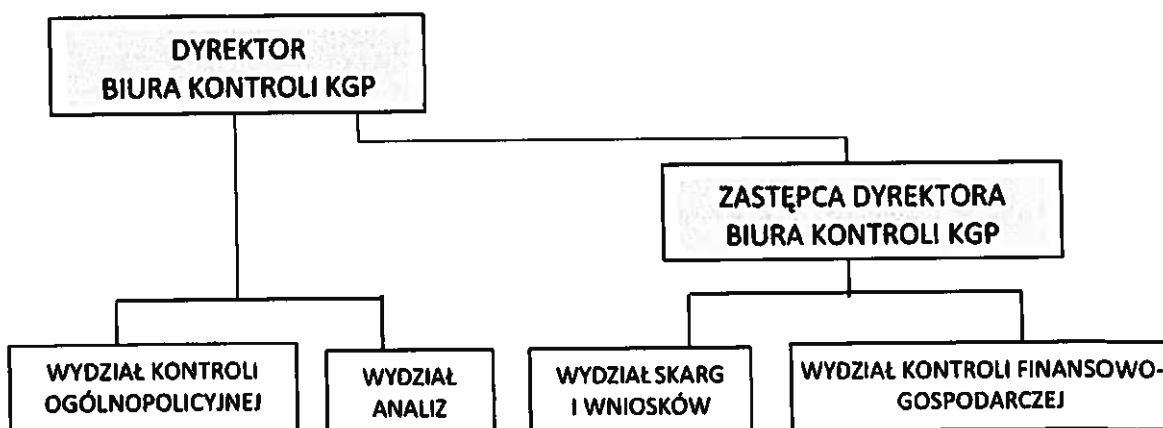 DYREKTOR
BIURA KONTROLI KGP
ZASTĘPCA DYREKTORA
BIURA KONTROLI KGP
WYDZIAŁ KONTROLI
OGÓLNOPOLICYJNEJ
WYDZIAŁ
ANALIZ
WYDZIAŁ SKARG
I WNIOSKÓW
WYDZIAŁ KONTROLI FINANSOWO-
GOSPODARCZEJ